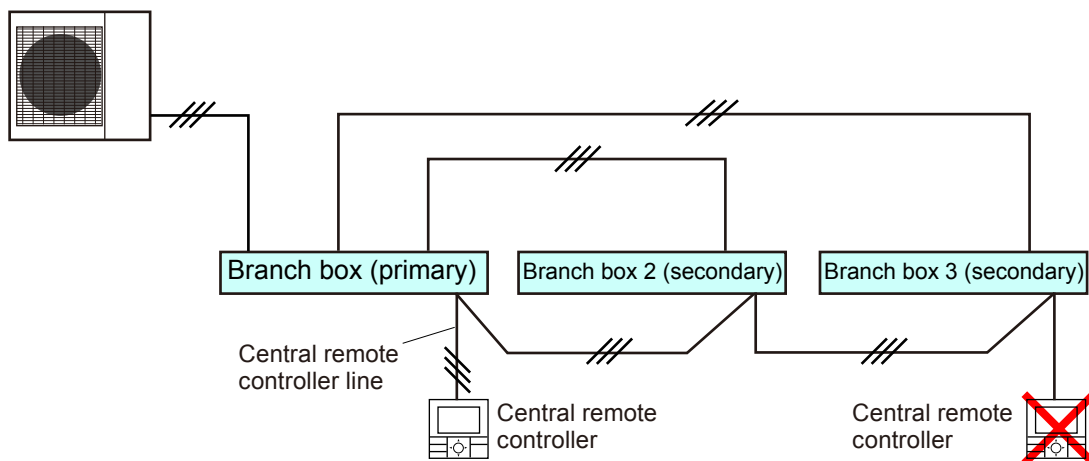 Branch box (primary)
Branch box 2 (secondary)
Branch box 3 (secondary)
Central remote
controller line
Central remote
controller
Central remote
controller